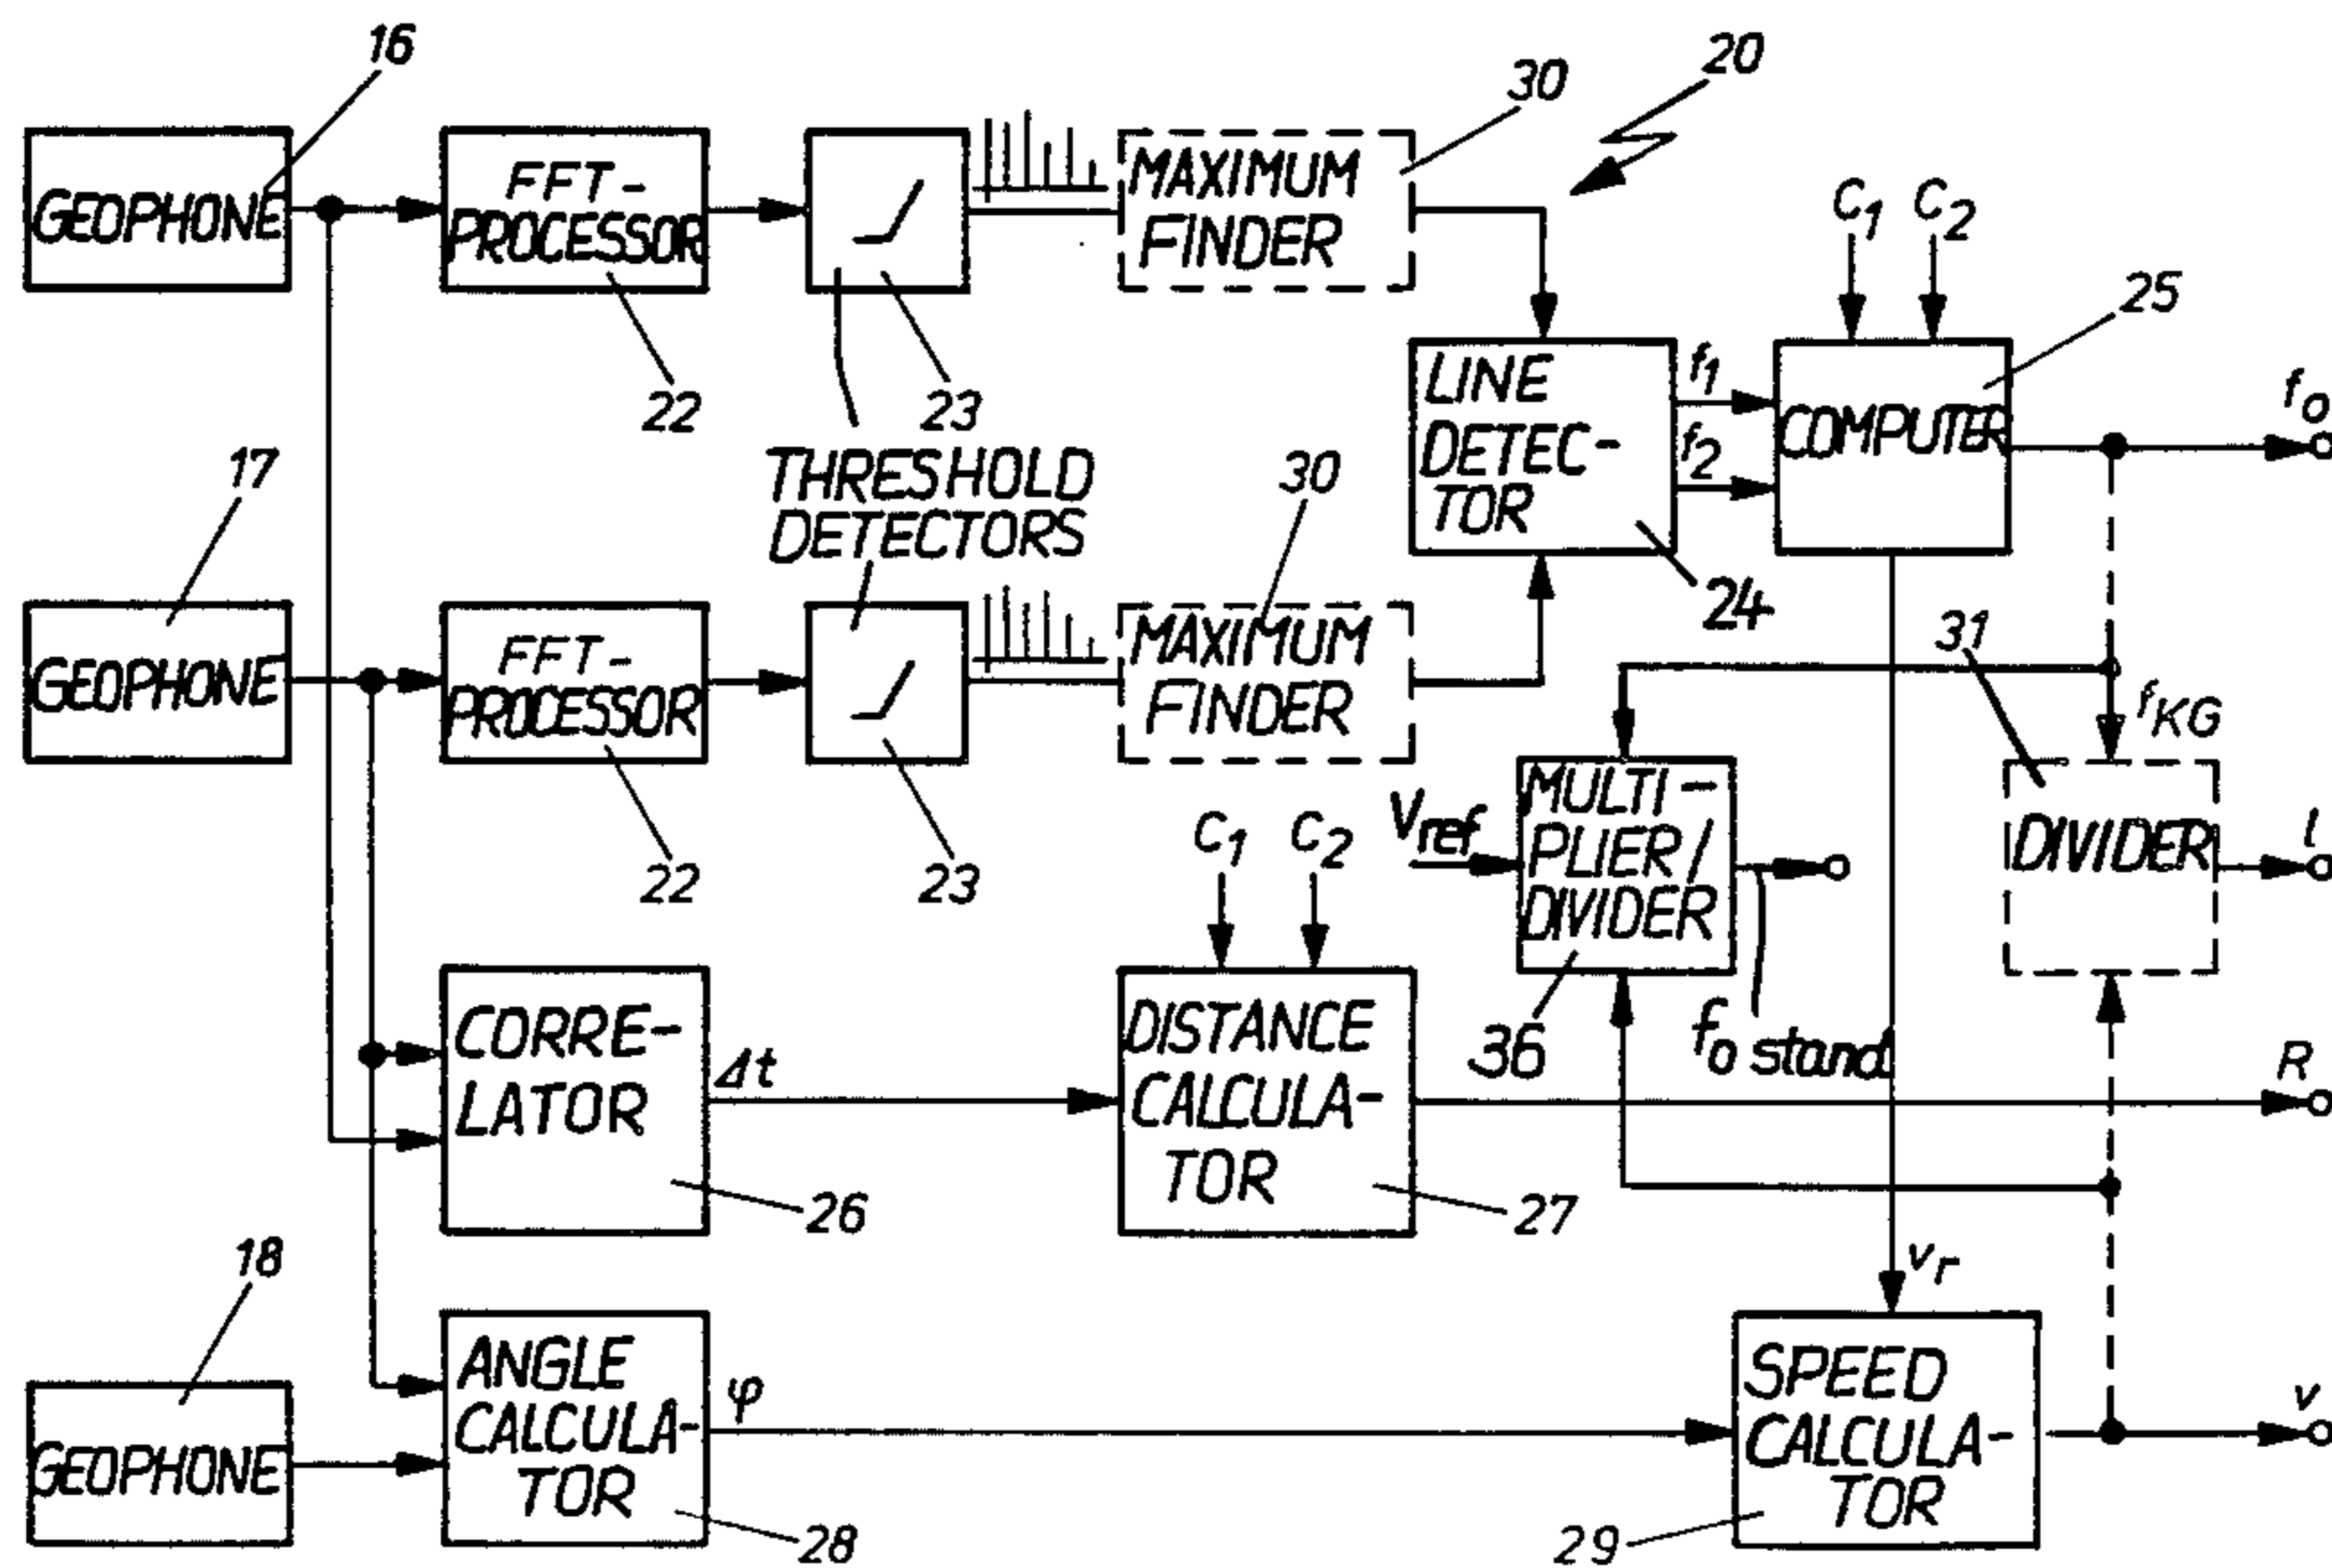 16
20
30
GEOPHONE
FFT-
PROCESSOR
MAXIMUM
FINDER
C1 C2
25
22
23
LINE
DETEC-
TOR
f1
f2
COMPUTER
fo
17
THRESHOLD
DETECTORS
30
24
GEOPHONE
FFT-
PROCESSOR
MAXIMUM
FINDER
31
fKG
22
23
C1 C2
Vref
MULTI-
PLIER/
DIVIDER
DIVIDER
l
CORRE-
LATOR
Δt
DISTANCE
CALCULA-
TOR
36
fo stand
R
26
27
18
vr
GEOPHONE
ANGLE
CALCULA-
TOR
φ
SPEED
CALCULA-
TOR
v
28
29